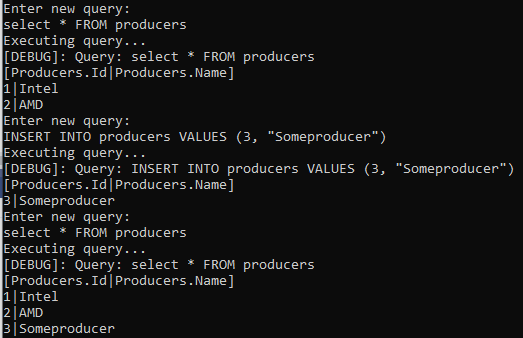 Enter new query:
select * FROM producers
Executing query...
[DEBUG]: Query: select * FROM producers
[Producers.Id|Producers.Name]
1|Intel
2|AMD
Enter new query:
INSERT INTO producers VALUES (3, "Someproducer")
Executing query...
[DEBUG]: Query: INSERT INTO producers VALUES (3, "Someproducer")
[Producers.Id|Producers.Name]
3|Someproducer
Enter new query:
select * FROM producers
Executing query...
[DEBUG]: Query: select * FROM producers
[Producers.Id|Producers.Name]
1|Intel
2|AMD
3|Someproducer